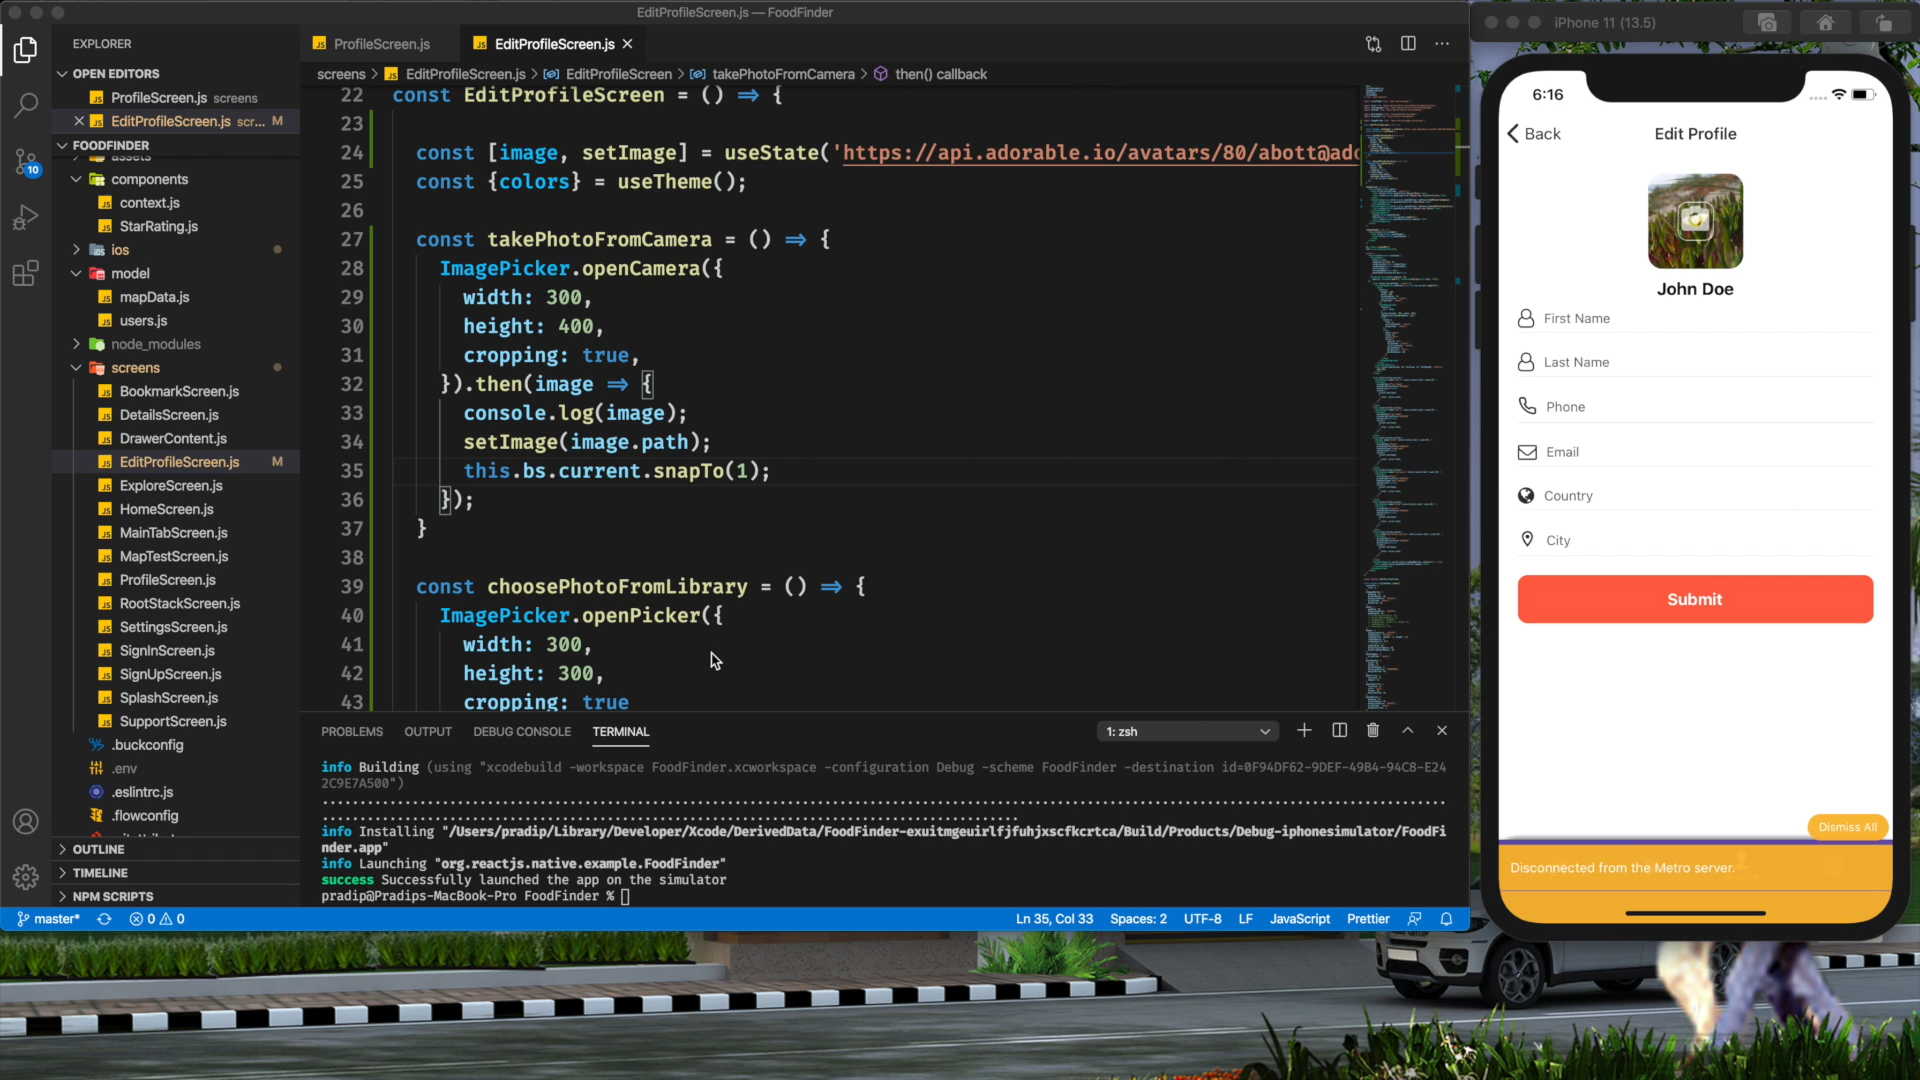 EditProfileScreen.js — FoodFinder
EXPLORER
OPEN EDITORS
ProfileScreen.js screens
EditProfileScreen.js scr... M
FOODFINDER
components
context.js
StarRating.js
ios
model
mapData.js
users.js
node_modules
screens
BookmarkScreen.js
DetailsScreen.js
DrawerContent.js
EditProfileScreen.js M
ExploreScreen.js
HomeScreen.js
MainTabScreen.js
MapTestScreen.js
ProfileScreen.js
RootStackScreen.js
SettingsScreen.js
SignInScreen.js
SignUpScreen.js
SplashScreen.js
SupportScreen.js
.buckconfig
.env
.eslintrc.js
.flowconfig
OUTLINE
TIMELINE
NPM SCRIPTS
10
ProfileScreen.js
EditProfileScreen.js
screens > EditProfileScreen.js > EditProfileScreen > takePhotoFromCamera > then() callback
22 const EditProfileScreen = () => {
23
24 const [image, setImage] = useState('https://api.adorable.io/avatars/80/abott@ado
25 const {colors} = useTheme();
26
27 const takePhotoFromCamera = () => {
28 ImagePicker.openCamera({
29 width: 300,
30 height: 400,
31 cropping: true,
32 }).then(image => {
33 console.log(image);
34 setImage(image.path);
35 this.bs.current.snapTo(1);
36 });
37 }
38
39 const choosePhotoFromLibrary = () => {
40 ImagePicker.openPicker({
41 width: 300,
42 height: 300,
43 cropping: true
PROBLEMS OUTPUT DEBUG CONSOLE TERMINAL
1: zsh
info Building (using "xcodebuild -workspace FoodFinder.xcworkspace -configuration Debug -scheme FoodFinder -destination id=0F94DF62-9DEF-49B4-94C8-E24
2C9E7A500")
info Installing "/Users/pradip/Library/Developer/Xcode/DerivedData/FoodFinder-exuitmgeuirlfjfuhjxscfkcrtca/Build/Products/Debug-iphonesimulator/FoodFi
nder.app"
info Launching "org.reactjs.native.example.FoodFinder"
success Successfully launched the app on the simulator
pradip@Pradips-MacBook-Pro FoodFinder %
master* 0 0
Ln 35, Col 33 Spaces: 2 UTF-8 LF JavaScript Prettier
iPhone 11 (13.5)
6:16
Back Edit Profile
John Doe
First Name
Last Name
Phone
Email
Country
City
Submit
Dismiss All
Disconnected from the Metro server.